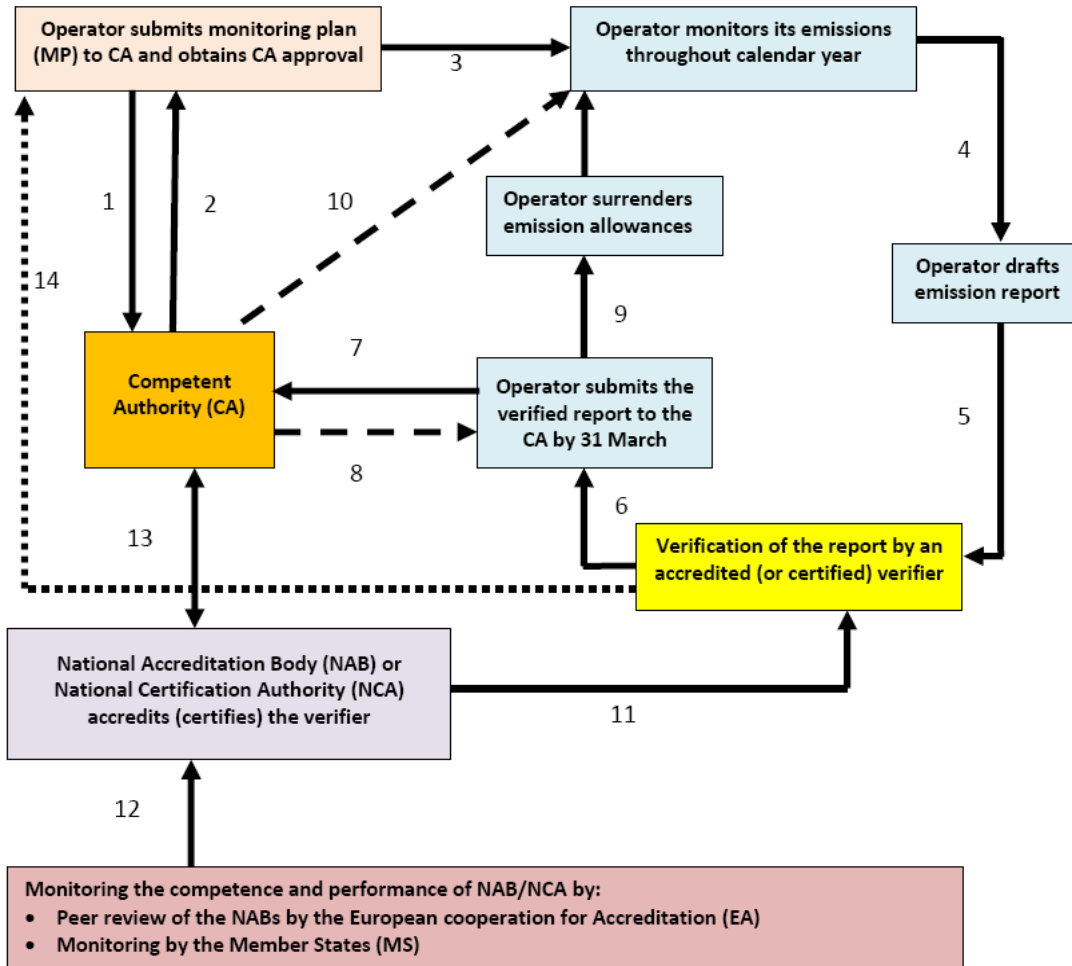 Operator submits monitoring plan
(MP) to CA and obtains CA approval
3
Operator monitors its emissions
throughout calendar year
4
1
2
10
Operator surrenders
emission allowances
Operator drafts
emission report
14
9
7
Competent
Authority (CA)
Operator submits the
verified report to the
CA by 31 March
5
8
6
13
Verification of the report by an
accredited (or certified) verifier
National Accreditation Body (NAB) or
National Certification Authority (NCA)
accredits (certifies) the verifier
11
12
Monitoring the competence and performance of NAB/NCA by:
• Peer review of the NABs by the European cooperation for Accreditation (EA)
• Monitoring by the Member States (MS)